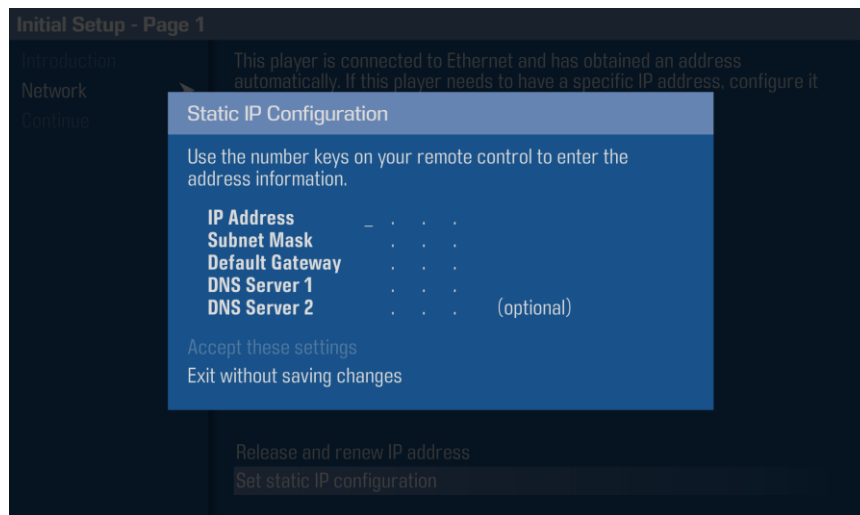 Initial Setup - Page 1
Introduction
Network
Continue
This player is connected to Ethernet and has obtained an address
automatically. If this player needs to have a specific IP address, configure it
Static IP Configuration
Use the number keys on your remote control to enter the
address information.
IP Address _ . . .
Subnet Mask . . .
Default Gateway . . .
DNS Server 1 . . .
DNS Server 2 . . . (optional)
Accept these settings
Exit without saving changes
Release and renew IP address
Set static IP configuration